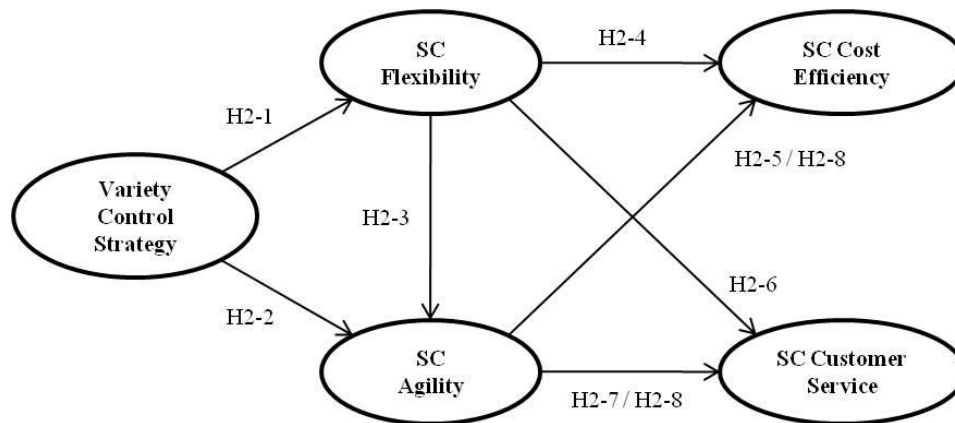 SC
Flexibility
H2-4
SC Cost
Efficiency
H2-1
H2-5 / H2-8
Variety
Control
Strategy
H2-3
H2-6
H2-2
SC
Agility
H2-7 / H2-8
SC Customer
Service